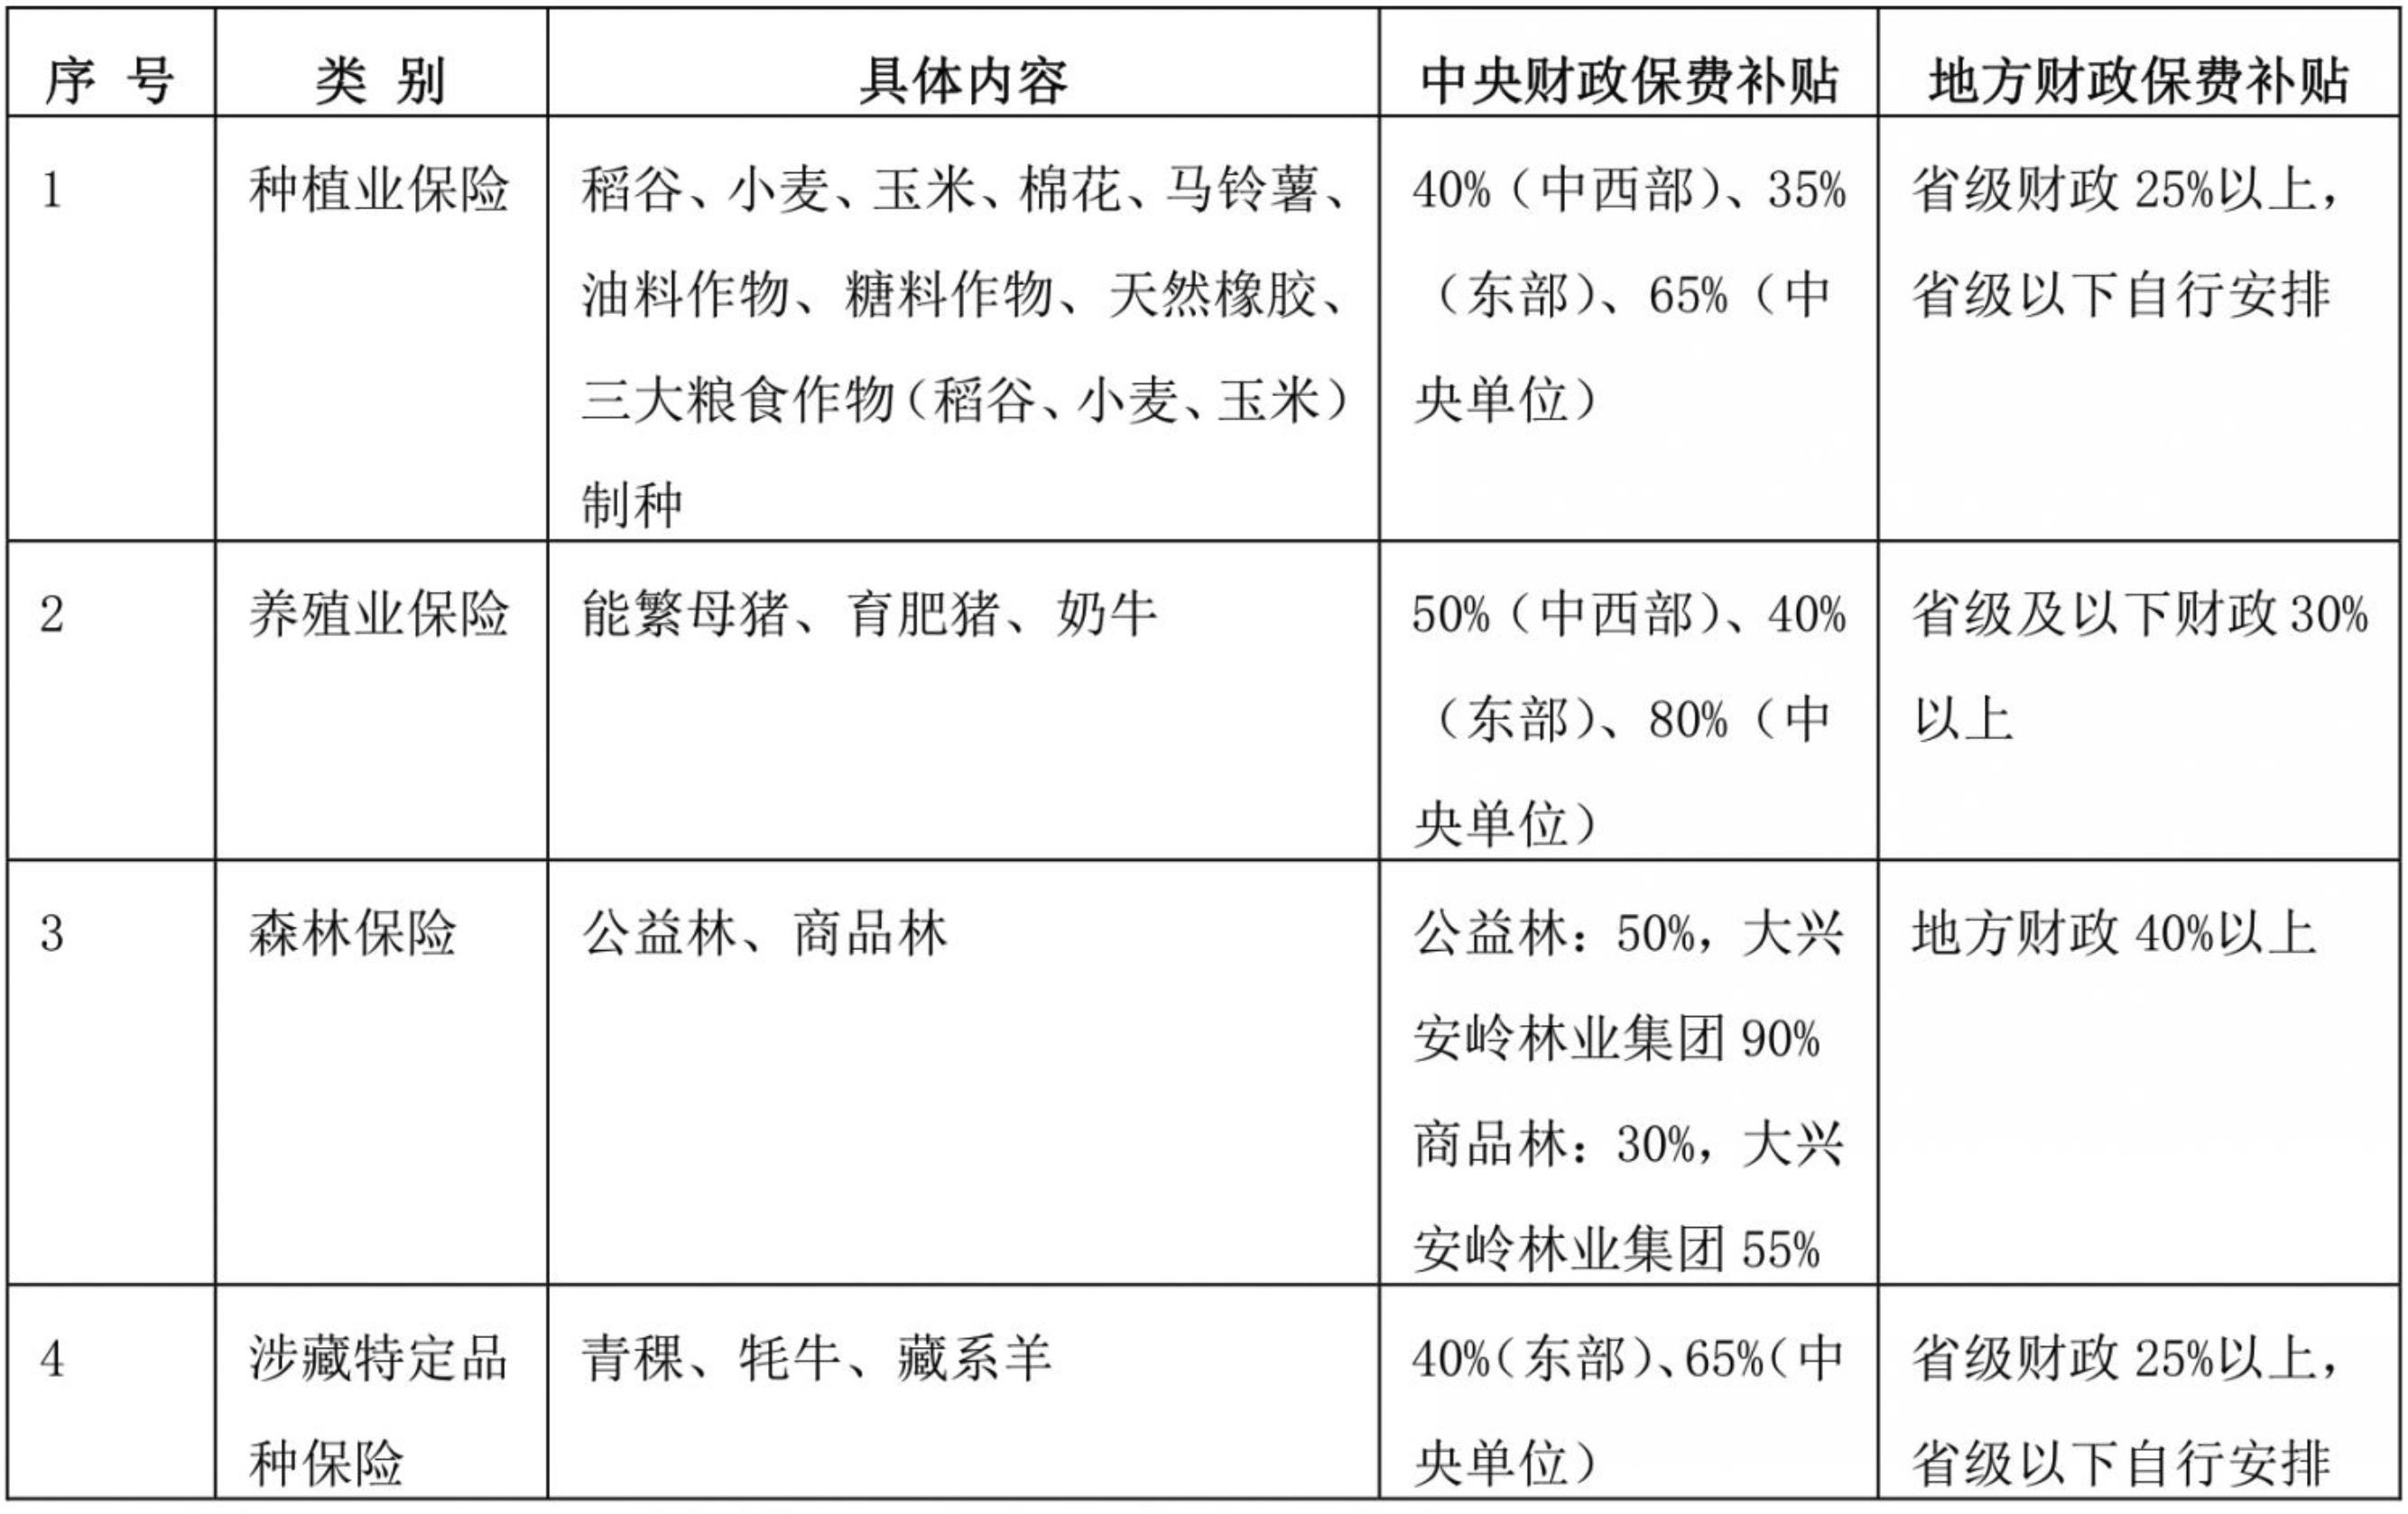 序 号 类 别 具体内容 中央财政保费补贴 地方财政保费补贴
1 种植业保险 稻谷、小麦、玉米、棉花、马铃薯、 40%（中西部）、35% 省级财政 25%以上，
油料作物、糖料作物、天然橡胶、 （东部）、65%（中 省级以下自行安排
三大粮食作物（稻谷、小麦、玉米） 央单位）
制种
2 养殖业保险 能繁母猪、育肥猪、奶牛 50%（中西部）、40% 省级及以下财政 30%
（东部）、80%（中 以上
央单位）
3 森林保险 公益林、商品林 公益林：50%，大兴 地方财政 40%以上
安岭林业集团 90%
商品林：30%，大兴
安岭林业集团 55%
4 涉藏特定品 青稞、牦牛、藏系羊 40%（东部）、65%（中 省级财政 25%以上，
种保险 央单位） 省级以下自行安排